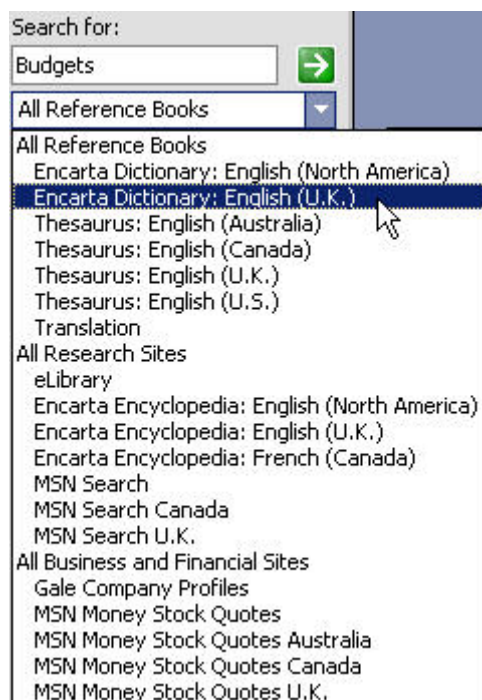 Search for:
Budgets
All Reference Books
All Reference Books
Encarta Dictionary: English (North America)
Encarta Dictionary: English (U.K.)
Thesaurus: English (Australia)
Thesaurus: English (Canada)
Thesaurus: English (U.K.)
Thesaurus: English (U.S.)
Translation
All Research Sites
eLibrary
Encarta Encyclopedia: English (North America)
Encarta Encyclopedia: English (U.K.)
Encarta Encyclopedia: French (Canada)
MSN Search
MSN Search Canada
MSN Search U.K.
All Business and Financial Sites
Gale Company Profiles
MSN Money Stock Quotes
MSN Money Stock Quotes Australia
MSN Money Stock Quotes Canada
MSN Money Stock Quotes U.K.